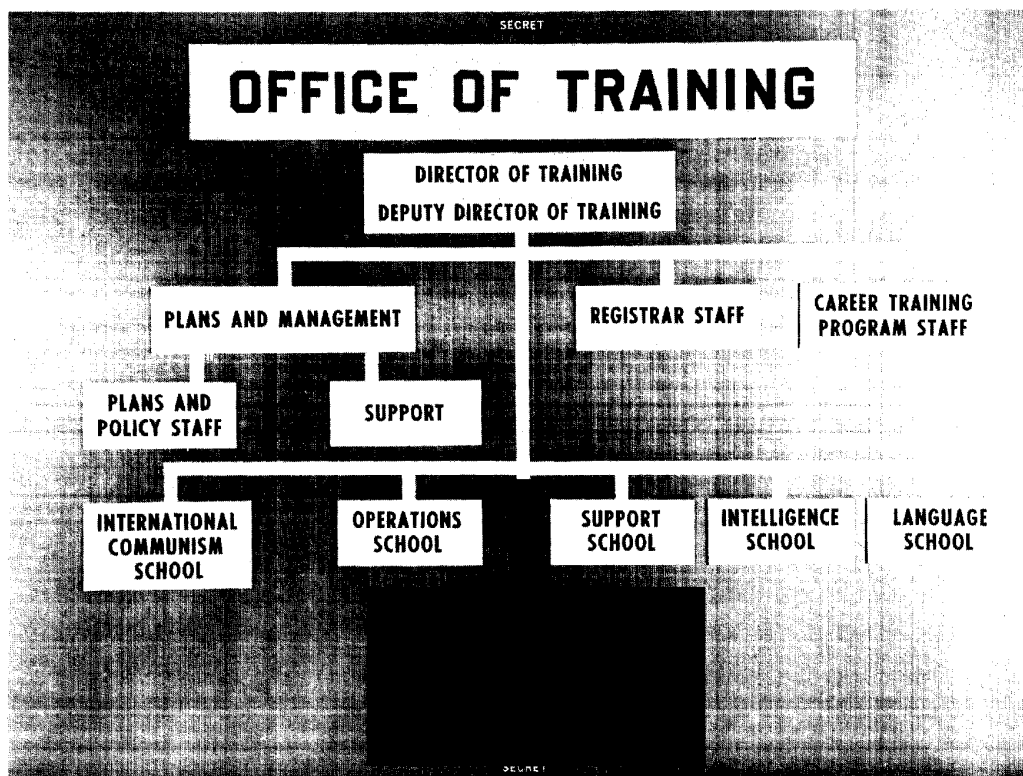 SECRET
OFFICE OF TRAINING
DIRECTOR OF TRAINING
DEPUTY DIRECTOR OF TRAINING
PLANS AND MANAGEMENT
REGISTRAR STAFF
CAREER TRAINING
PROGRAM STAFF
PLANS AND
POLICY STAFF
SUPPORT
INTERNATIONAL
COMMUNISM
SCHOOL
OPERATIONS
SCHOOL
SUPPORT
SCHOOL
INTELLIGENCE
SCHOOL
LANGUAGE
SCHOOL
SECRET